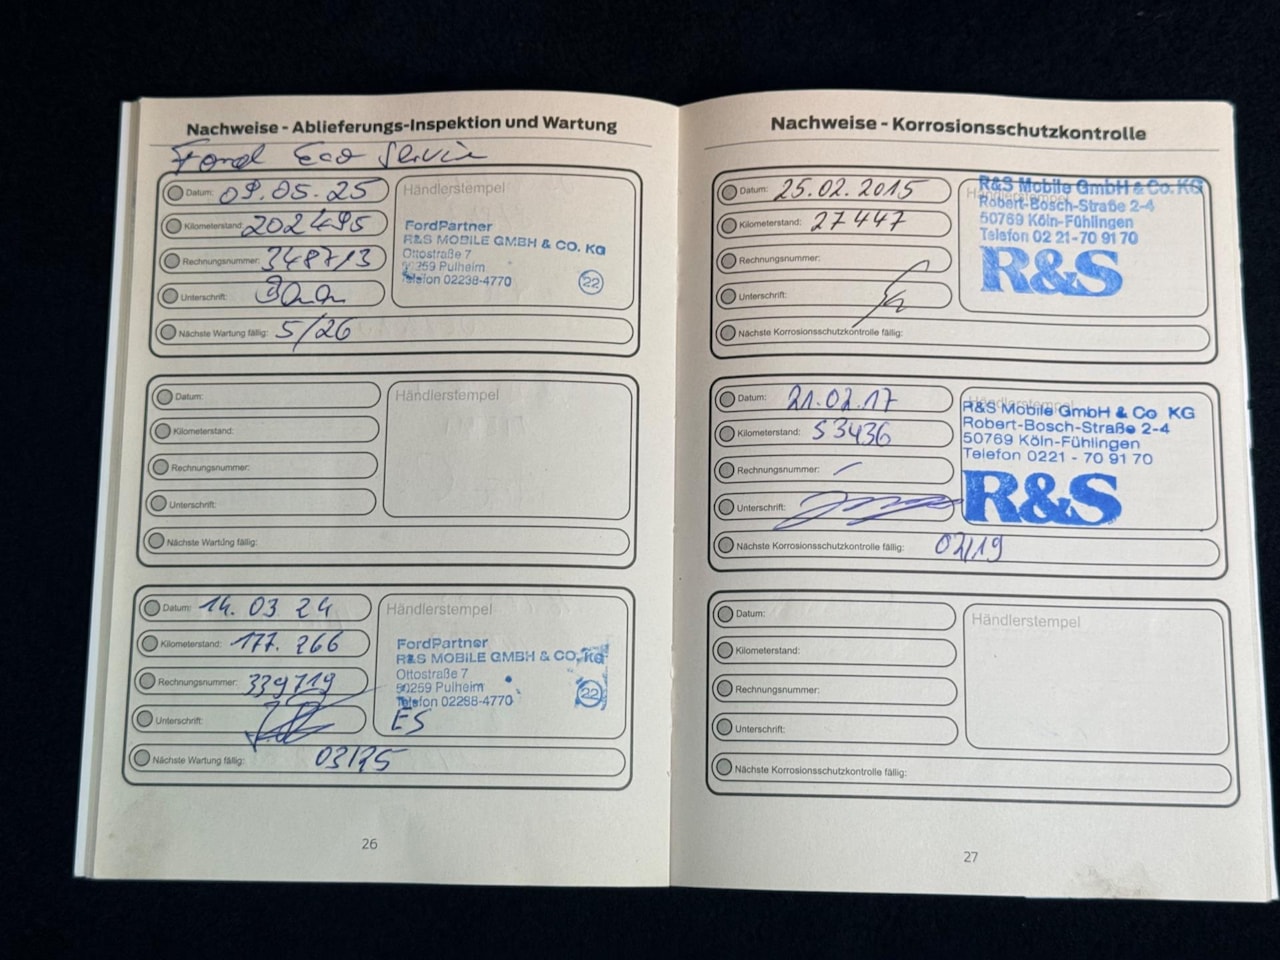 Nachweise - Ablieferungs-Inspektion und Wartung
Ford Eco Service
Datum: 09.05.25
Kilometerstand: 202495
Rechnungsnummer: 348713
Unterschrift:
Nächste Wartung fällig: 5/26
Händlerstempel
FordPartner
R&S MOBILE GMBH & CO. KG
Ottostraße 7
50259 Pulheim
Telefon 02238-4770
22
Datum:
Kilometerstand:
Rechnungsnummer:
Unterschrift:
Nächste Wartung fällig:
Händlerstempel
Datum: 14. 03 24
Kilometerstand: 177. 266
Rechnungsnummer: 339719
Unterschrift:
Nächste Wartung fällig: 03/25
Händlerstempel
FordPartner
R&S MOBILE GMBH & CO. KG
Ottostraße 7
50259 Pulheim
Telefon 02238-4770
22
ES
26
Nachweise - Korrosionsschutzkontrolle
Datum: 25.02.2015
Kilometerstand: 27447
Rechnungsnummer:
Unterschrift:
Nächste Korrosionsschutzkontrolle fällig:
Händlerstempel
R&S Mobile GmbH & Co. KG
Robert-Bosch-Straße 2-4
50769 Köln-Fühlingen
Telefon 02 21-70 91 70
R&S
Datum: 21.02.17
Kilometerstand: 53436
Rechnungsnummer: –
Unterschrift:
Nächste Korrosionsschutzkontrolle fällig: 02/19
Händlerstempel
R&S Mobile GmbH & Co KG
Robert-Bosch-Straße 2-4
50769 Köln-Fühlingen
Telefon 0221 - 70 91 70
R&S
Datum:
Kilometerstand:
Rechnungsnummer:
Unterschrift:
Nächste Korrosionsschutzkontrolle fällig:
Händlerstempel
27